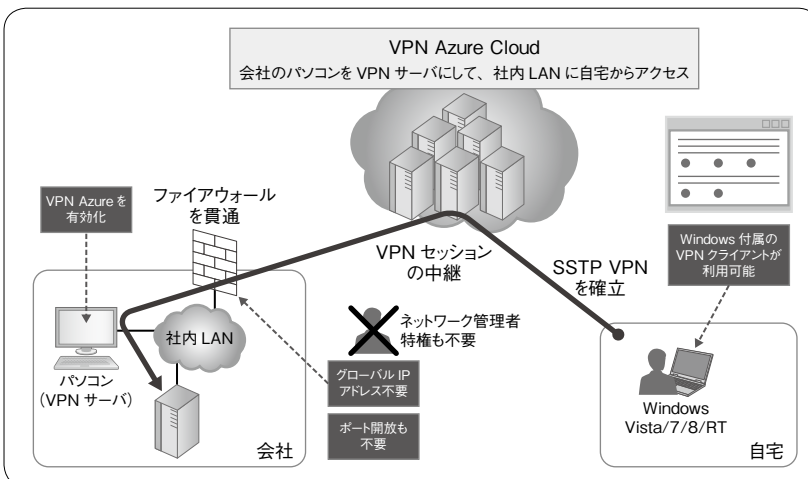 VPN Azure Cloud
会社のパソコンを VPN サーバにして、社内 LAN に自宅からアクセス
VPN Azure を
有効化
ファイアウォール
を貫通
VPN セッション
の中継
SSTP VPN
を確立
Windows 付属の
VPN クライアントが
利用可能
社内 LAN
パソコン
(VPN サーバ)
会社
ネットワーク管理者
特権も不要
グローバル IP
アドレス不要
ポート開放も
不要
Windows
Vista/7/8/RT
自宅